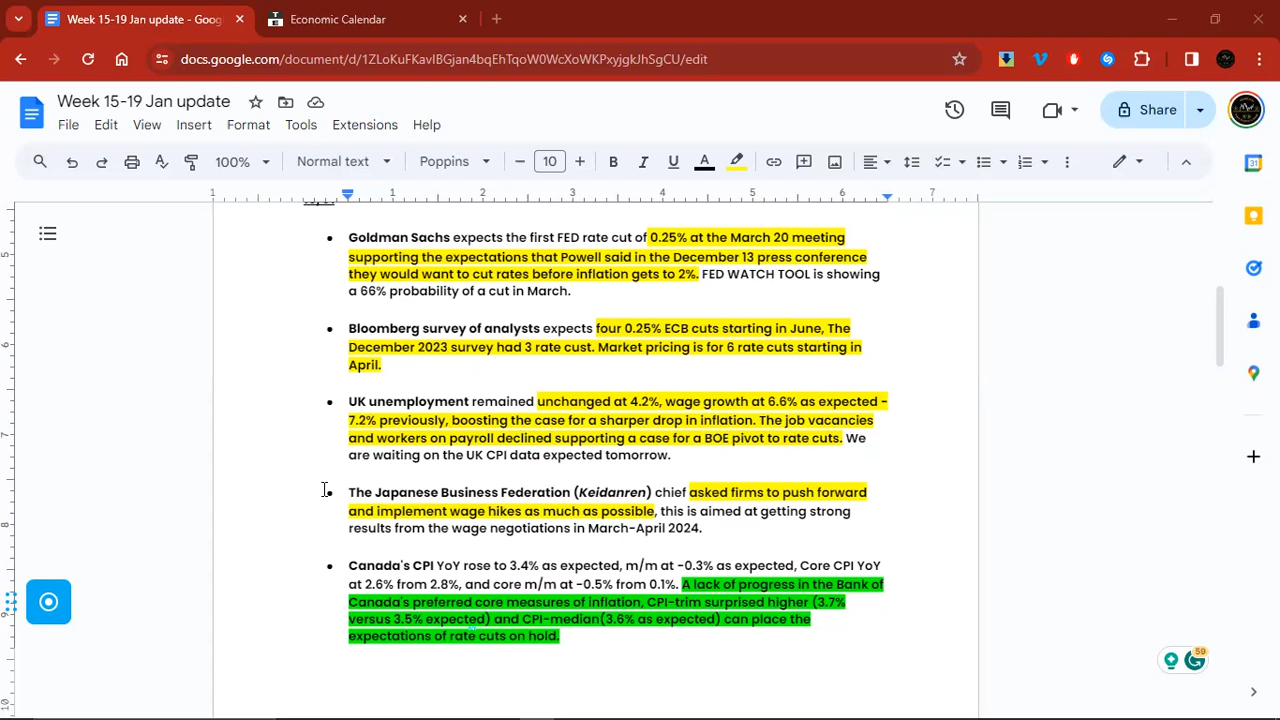 Week 15-19 Jan update - Goog
Economic Calendar
docs.google.com/document/d/1ZLoKuFKavIBGjan4bqEhTqoW0WcXoWKPxyjgkJhSgCU/edit
Week 15-19 Jan update
File Edit View Insert Format Tools Extensions Help
Share
100% Normal text Poppins 10
1 1 2 3 4 5 6 7
Goldman Sachs expects the first FED rate cut of 0.25% at the March 20 meeting
supporting the expectations that Powell said in the December 13 press conference
they would want to cut rates before inflation gets to 2%. FED WATCH TOOL is showing
a 66% probability of a cut in March.
Bloomberg survey of analysts expects four 0.25% ECB cuts starting in June, The
December 2023 survey had 3 rate cust. Market pricing is for 6 rate cuts starting in
April.
UK unemployment remained unchanged at 4.2%, wage growth at 6.6% as expected -
7.2% previously, boosting the case for a sharper drop in inflation. The job vacancies
and workers on payroll declined supporting a case for a BOE pivot to rate cuts. We
are waiting on the UK CPI data expected tomorrow.
The Japanese Business Federation (Keidanren) chief asked firms to push forward
and implement wage hikes as much as possible, this is aimed at getting strong
results from the wage negotiations in March-April 2024.
Canada's CPI YoY rose to 3.4% as expected, m/m at -0.3% as expected, Core CPI YoY
at 2.6% from 2.8%, and core m/m at -0.5% from 0.1%. A lack of progress in the Bank of
Canada's preferred core measures of inflation, CPI-trim surprised higher (3.7%
versus 3.5% expected) and CPI-median(3.6% as expected) can place the
expectations of rate cuts on hold.
59